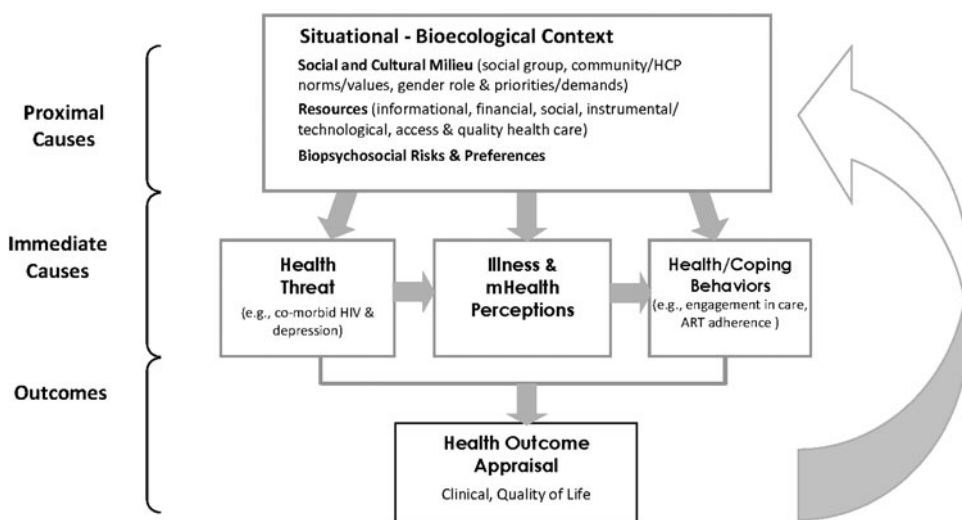 Proximal
Causes
Immediate
Causes
Outcomes
Situational - Bioecological Context
Social and Cultural Milieu (social group, community/HCP
norms/values, gender role & priorities/demands)
Resources (informational, financial, social, instrumental/
technological, access & quality health care)
Biopsychosocial Risks & Preferences
Health
Threat
(e.g., co-morbid HIV &
depression)
Illness &
mHealth
Perceptions
Health/Coping
Behaviors
(e.g., engagement in care,
ART adherence )
Health Outcome
Appraisal
Clinical, Quality of Life